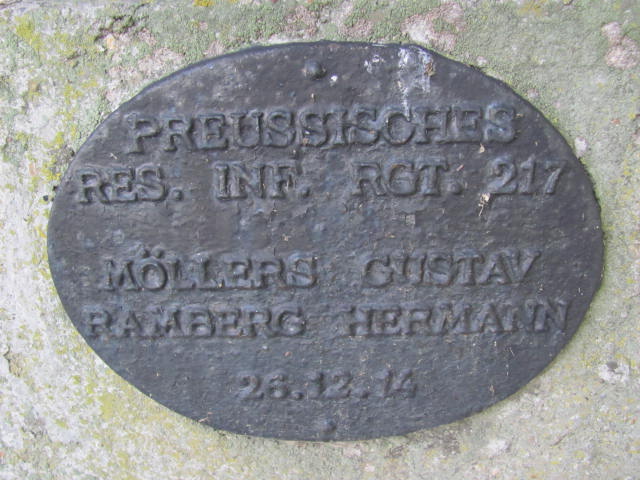 PREUSSISCHES
RES. INF. RGT. 217
MÖLLERS GUSTAV
RAMBERG HERMANN
26.12.14